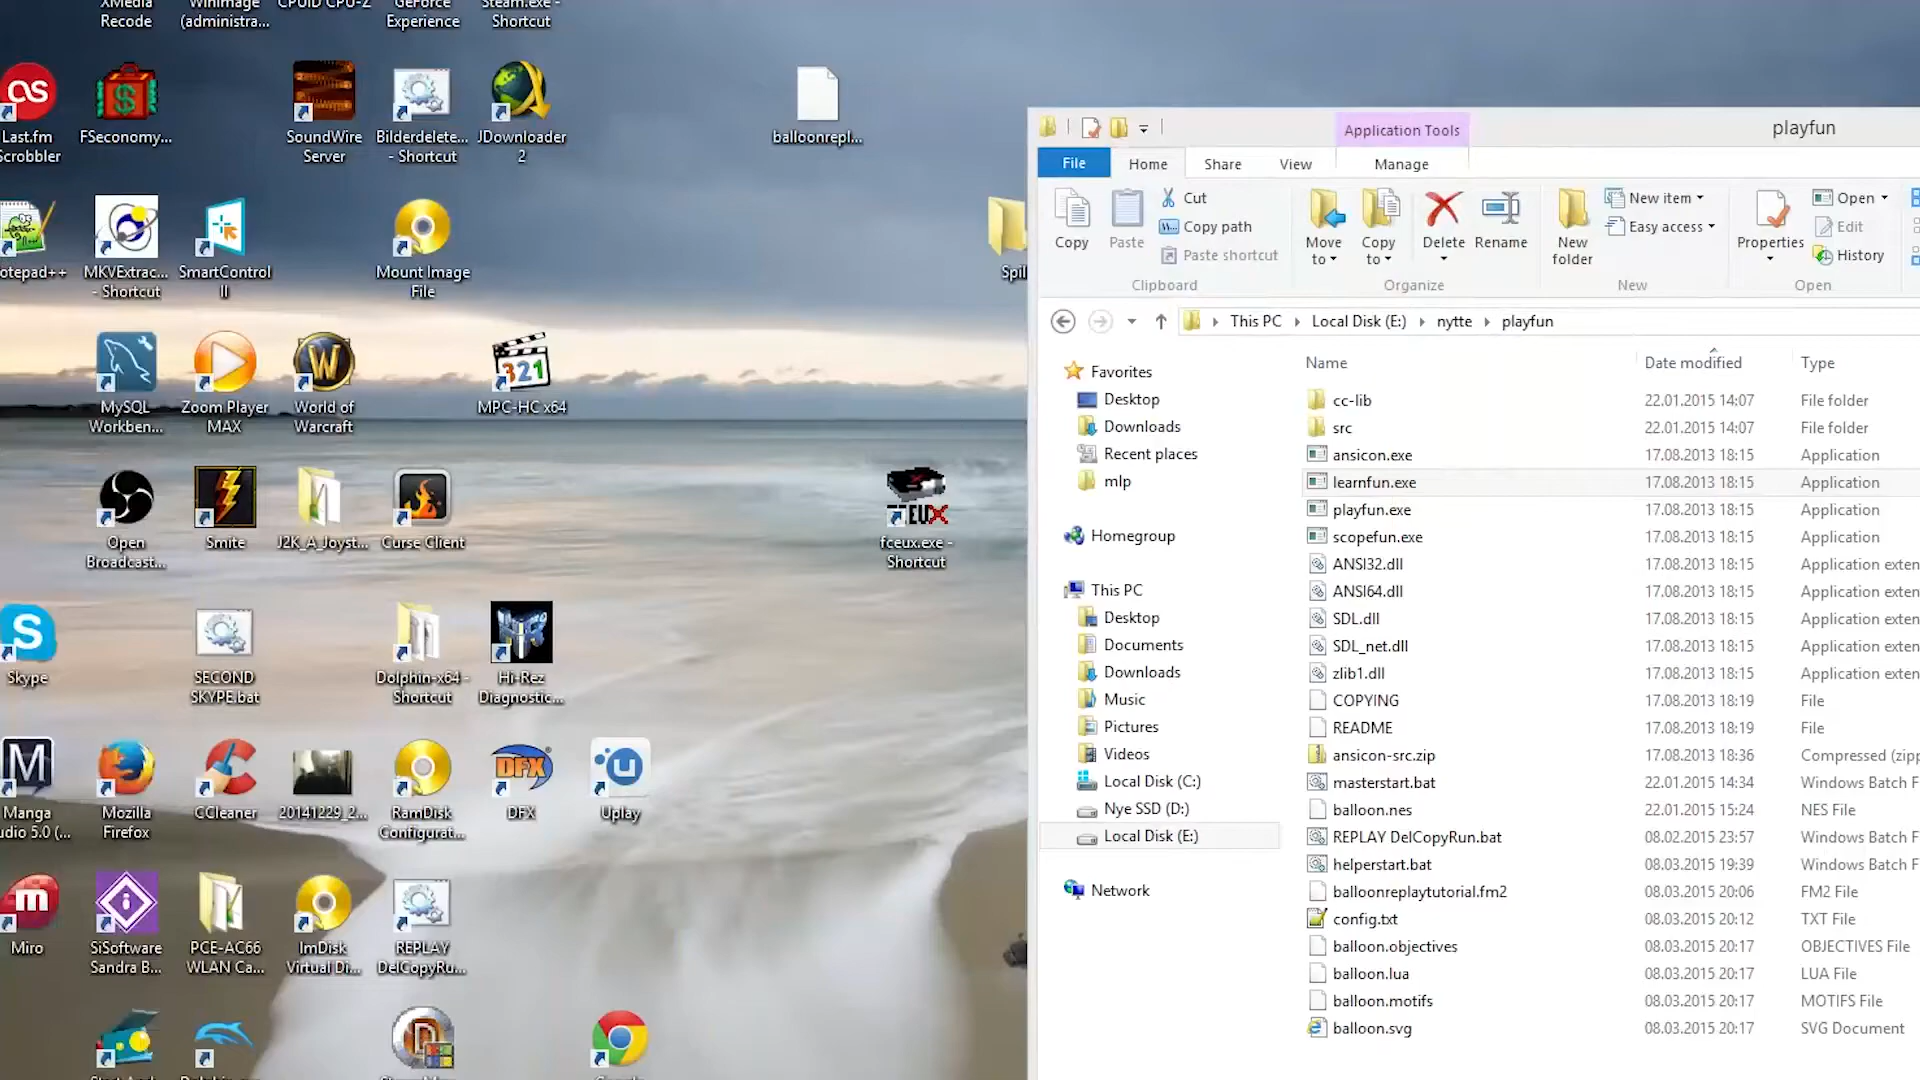 XMedia
Recode
WinImage
(administra...
CPUID CPU-Z
GeForce
Experience
Steam.exe -
Shortcut
Last.fm
Scrobbler
FSeconomy...
SoundWire
Server
Bilderdelete...
- Shortcut
JDownloader
2
balloonrepl...
otepad++
MKVExtrac...
- Shortcut
SmartControl
II
Mount Image
File
Spil
MySQL
Workben...
Zoom Player
MAX
World of
Warcraft
321
MPC-HC x64
Open
Broadcast...
Smite
J2K_A_Joyst...
Curse Client
fceux.exe -
Shortcut
Skype
SECOND
SKYPE.bat
Dolphin-x64 -
Shortcut
Hi-Rez
Diagnostic...
Manga
udio 5.0 (...
Mozilla
Firefox
CCleaner
20141229_2...
RamDisk
Configurat...
DFX
DFX
Uplay
Miro
SiSoftware
Sandra B...
PCE-AC66
WLAN Ca...
ImDisk
Virtual Di...
REPLAY
DelCopyRu...
Application Tools
playfun
File
Home
Share
View
Manage
Copy
Paste
Cut
Copy path
Paste shortcut
Clipboard
Move
to
Copy
to
Delete
Rename
Organize
New
folder
New item
Easy access
New
Properties
Open
Edit
History
Open
This PC
Local Disk (E:)
nytte
playfun
Favorites
Desktop
Downloads
Recent places
mlp
Homegroup
This PC
Desktop
Documents
Downloads
Music
Pictures
Videos
Local Disk (C:)
Nye SSD (D:)
Local Disk (E:)
Network
Name Date modified Type
cc-lib 22.01.2015 14:07 File folder
src 22.01.2015 14:07 File folder
ansicon.exe 17.08.2013 18:15 Application
learnfun.exe 17.08.2013 18:15 Application
playfun.exe 17.08.2013 18:15 Application
scopefun.exe 17.08.2013 18:15 Application
ANSI32.dll 17.08.2013 18:15 Application exten
ANSI64.dll 17.08.2013 18:15 Application exten
SDL.dll 17.08.2013 18:15 Application exten
SDL_net.dll 17.08.2013 18:15 Application exten
zlib1.dll 17.08.2013 18:15 Application exten
COPYING 17.08.2013 18:19 File
README 17.08.2013 18:19 File
ansicon-src.zip 17.08.2013 18:36 Compressed (zipp
masterstart.bat 22.01.2015 14:34 Windows Batch F
balloon.nes 22.01.2015 15:24 NES File
REPLAY DelCopyRun.bat 08.02.2015 23:57 Windows Batch F
helperstart.bat 08.03.2015 19:39 Windows Batch F
balloonreplaytutorial.fm2 08.03.2015 20:06 FM2 File
config.txt 08.03.2015 20:12 TXT File
balloon.objectives 08.03.2015 20:17 OBJECTIVES File
balloon.lua 08.03.2015 20:17 LUA File
balloon.motifs 08.03.2015 20:17 MOTIFS File
balloon.svg 08.03.2015 20:17 SVG Document